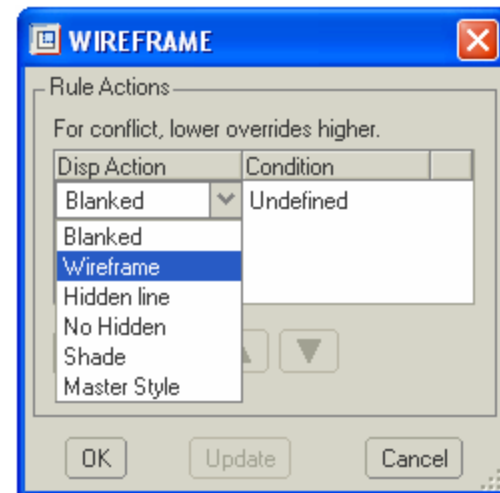 WIREFRAME
Rule Actions
For conflict, lower overrides higher.
Disp Action Condition
Blanked Undefined
Blanked
Wireframe
Hidden line
No Hidden
Shade
Master Style
OK Update Cancel